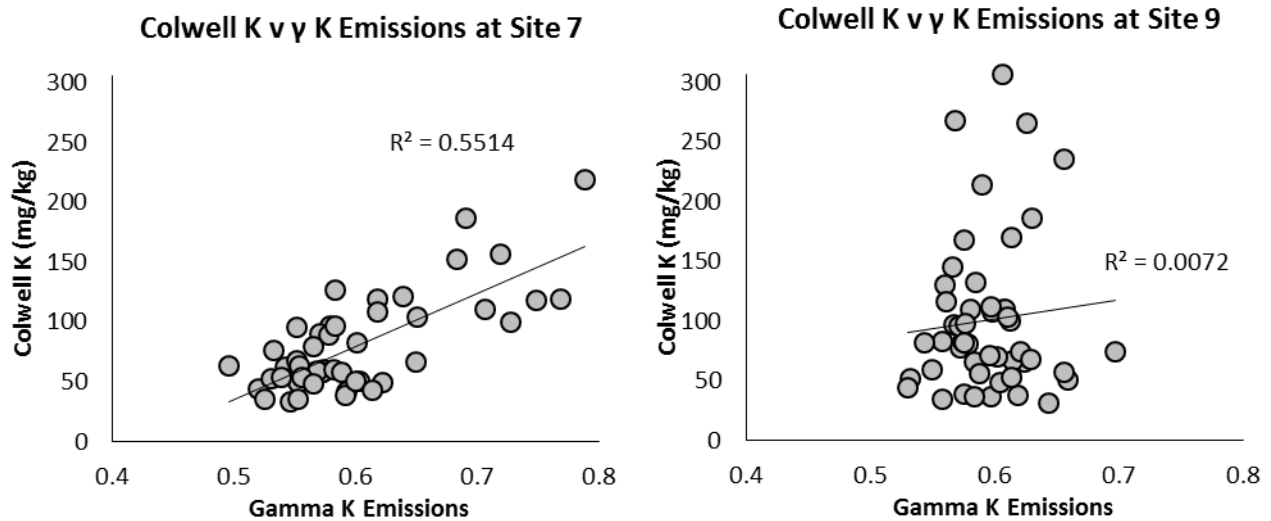 Colwell K v γ K Emissions at Site 7
300
250
200
150
100
50
0
Colwell K (mg/kg)
R² = 0.5514
0.4 0.5 0.6 0.7 0.8
Gamma K Emissions
Colwell K v γ K Emissions at Site 9
300
250
200
150
100
50
0
Colwell K (mg/kg)
R² = 0.0072
0.4 0.5 0.6 0.7 0.8
Gamma K Emissions